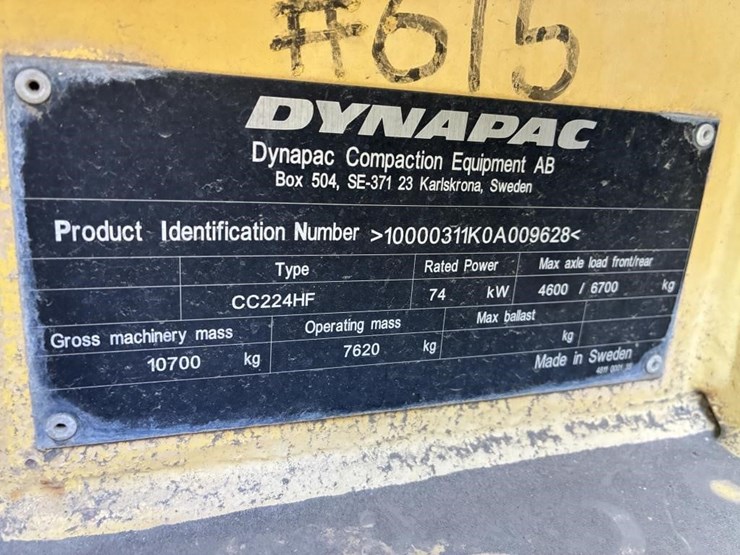 #615
DYNAPAC
Dynapac Compaction Equipment AB
Box 504, SE-371 23 Karlskrona, Sweden
Product Identification Number >10000311K0A009628<
Type
Rated Power
Max axle load front/rear
CC224HF
74 kW
4600 / 6700 kg
Gross machinery mass
Operating mass
Max ballast
10700 kg
7620 kg
kg
Made in Sweden